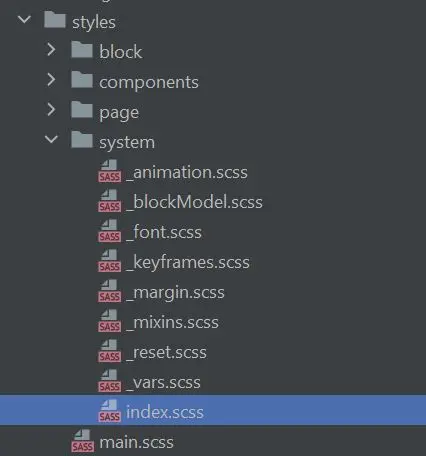 styles
block
components
page
system
SASS _animation.scss
SASS _blockModel.scss
SASS _font.scss
SASS _keyframes.scss
SASS _margin.scss
SASS _mixins.scss
SASS _reset.scss
SASS _vars.scss
SASS index.scss
SASS main.scss